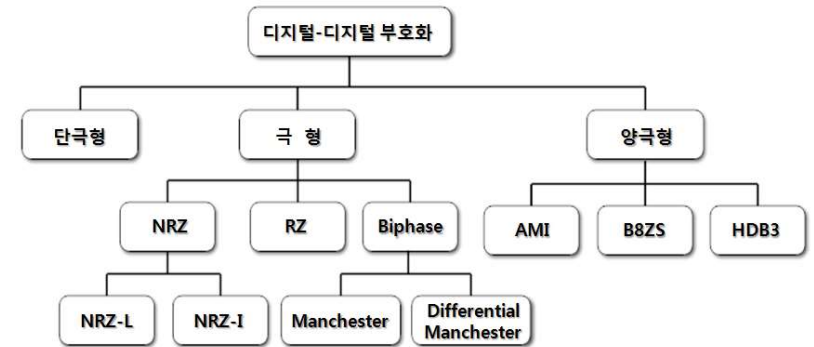 디지털-디지털 부호화
단극형
극 형
양극형
NRZ
RZ
Biphase
AMI
B8ZS
HDB3
NRZ-L
NRZ-I
Manchester
Differential
Manchester